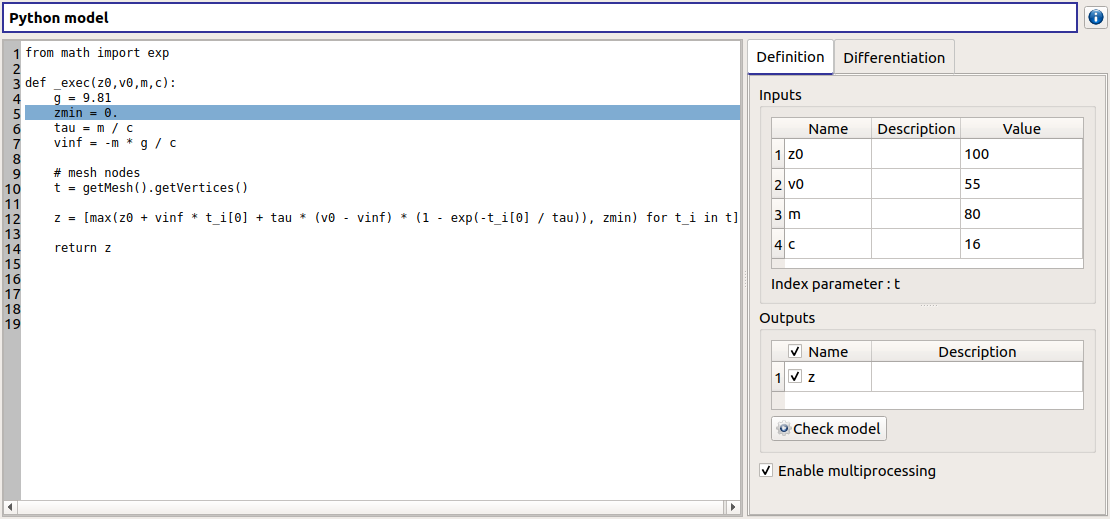 Python model
1 from math import exp
2
3 def _exec(z0,v0,m,c):
4     g = 9.81
5     zmin = 0.
6     tau = m / c
7     vinf = -m * g / c
8
9     # mesh nodes
10     t = getMesh().getVertices()
11
12     z = [max(z0 + vinf * t_i[0] + tau * (v0 - vinf) * (1 - exp(-t_i[0] / tau)), zmin) for t_i in t]
13
14     return z
15
16
17
18
19
Definition Differentiation
Inputs
Name Description Value
1 z0 100
2 v0 55
3 m 80
4 c 16
Index parameter : t
Outputs
Name Description
1 z
Check model
Enable multiprocessing